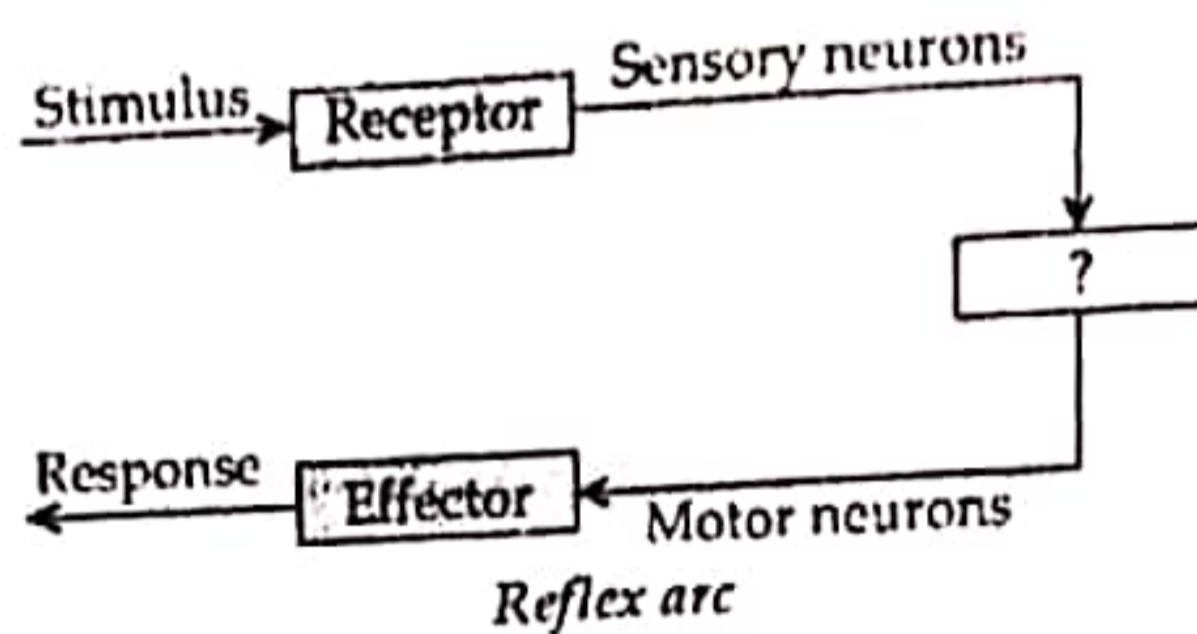 Stimulus
Receptor
Sensory neurons
?
Response
Effector
Motor neurons
Reflex arc